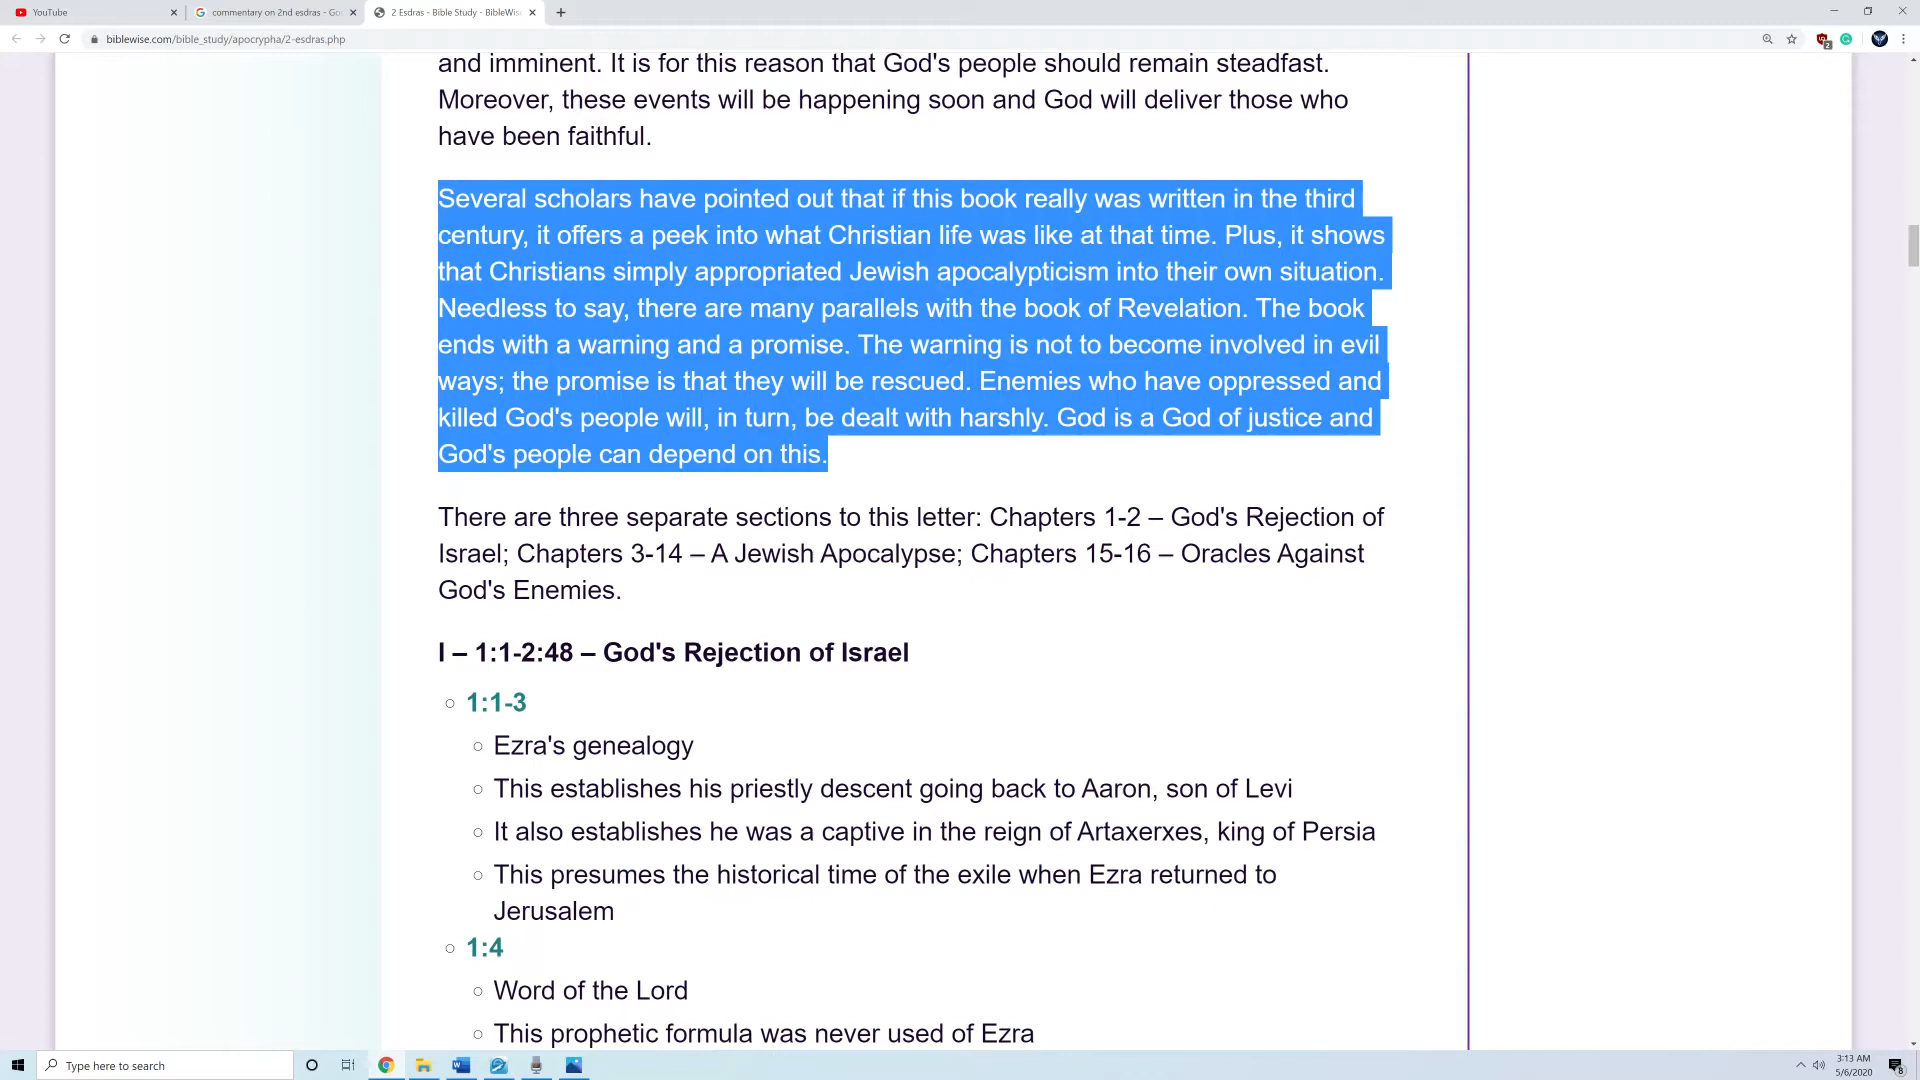 YouTube
commentary on 2nd esdras - Go
2 Esdras - Bible Study - BibleWis
biblewise.com/bible_study/apocrypha/2-esdras.php
2
and imminent. It is for this reason that God's people should remain steadfast.
Moreover, these events will be happening soon and God will deliver those who
have been faithful.
Several scholars have pointed out that if this book really was written in the third
century, it offers a peek into what Christian life was like at that time. Plus, it shows
that Christians simply appropriated Jewish apocalypticism into their own situation.
Needless to say, there are many parallels with the book of Revelation. The book
ends with a warning and a promise. The warning is not to become involved in evil
ways; the promise is that they will be rescued. Enemies who have oppressed and
killed God's people will, in turn, be dealt with harshly. God is a God of justice and
God's people can depend on this.
There are three separate sections to this letter: Chapters 1-2 – God's Rejection of
Israel; Chapters 3-14 – A Jewish Apocalypse; Chapters 15-16 – Oracles Against
God's Enemies.
I – 1:1-2:48 – God's Rejection of Israel
1:1-3
Ezra's genealogy
This establishes his priestly descent going back to Aaron, son of Levi
It also establishes he was a captive in the reign of Artaxerxes, king of Persia
This presumes the historical time of the exile when Ezra returned to
Jerusalem
1:4
Word of the Lord
This prophetic formula was never used of Ezra
Type here to search
3:13 AM
5/6/2020
8